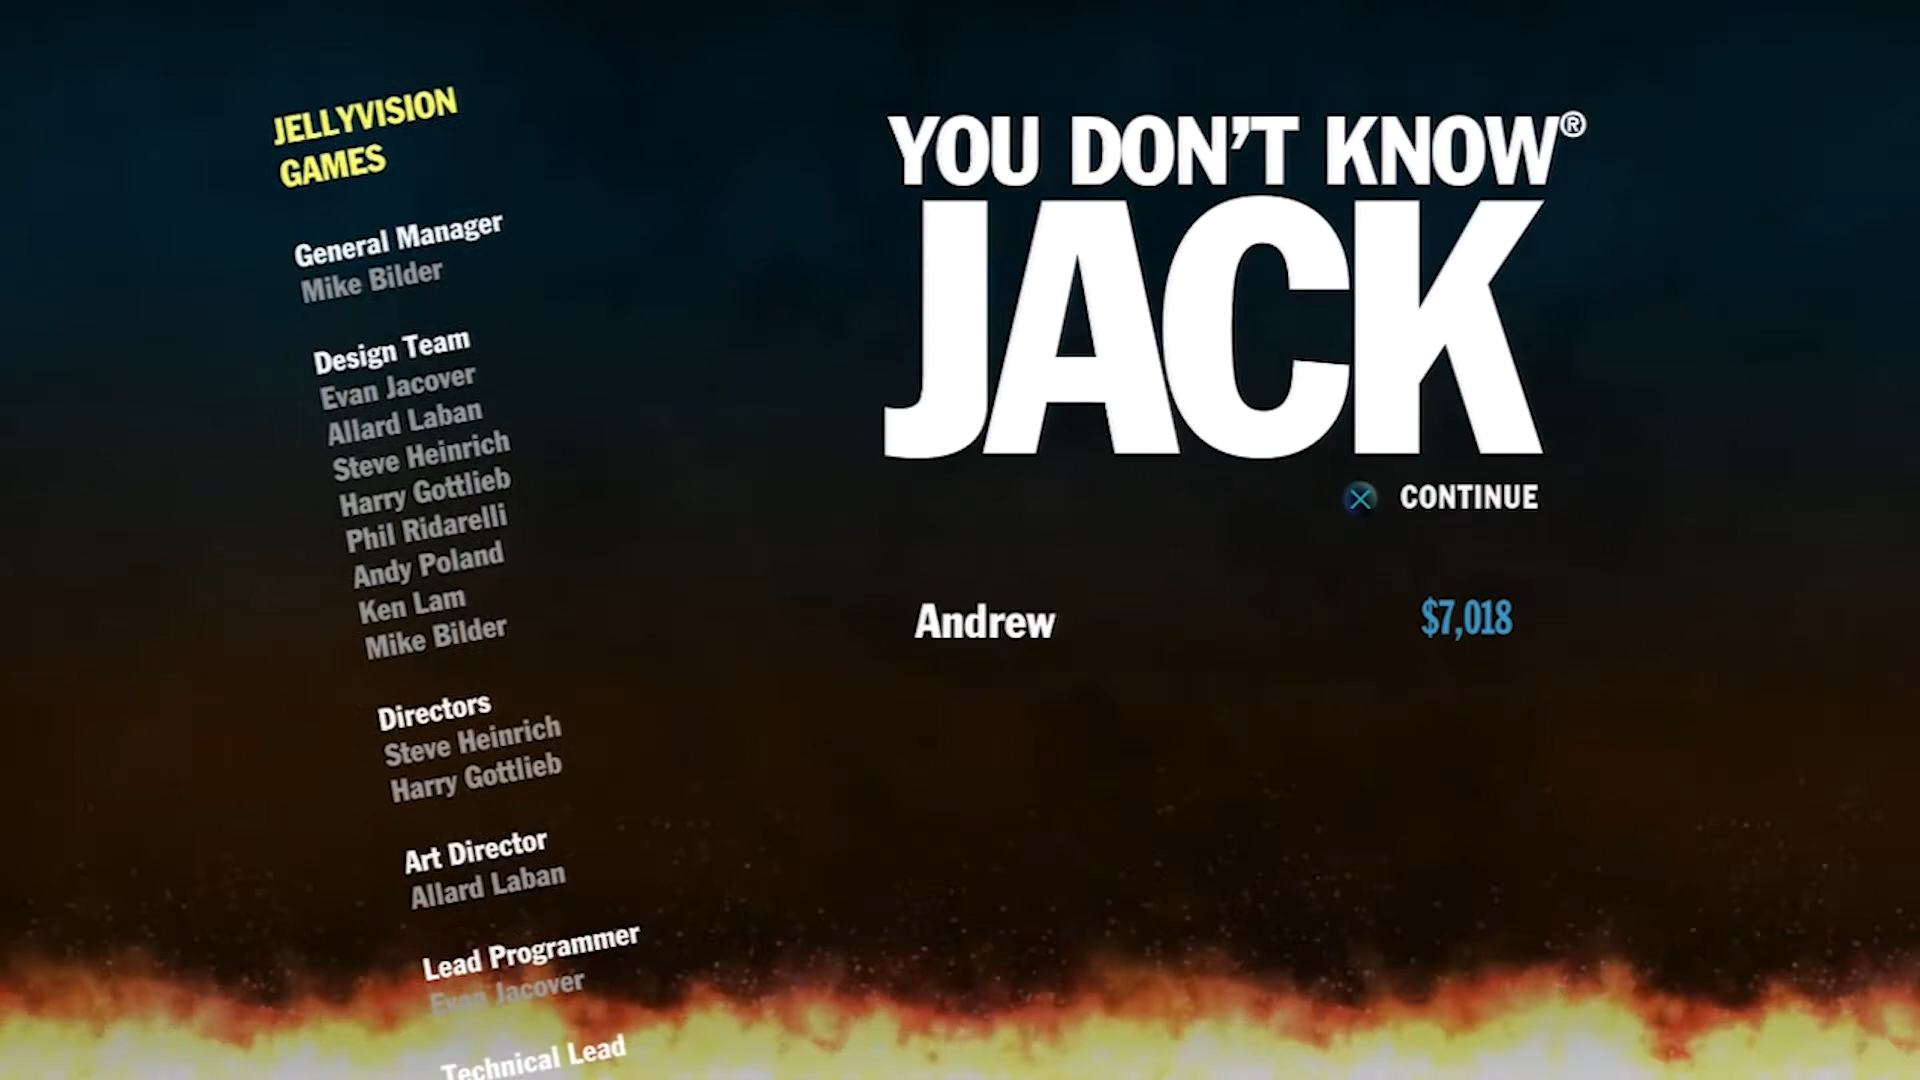 JELLYVISION
GAMES
General Manager
Mike Bilder
Design Team
Evan Jacover
Allard Laban
Steve Heinrich
Harry Gottlieb
Phil Ridarelli
Andy Poland
Ken Lam
Mike Bilder
Directors
Steve Heinrich
Harry Gottlieb
Art Director
Allard Laban
Lead Programmer
Evan Jacover
Technical Lead
YOU DON'T KNOW®
JACK
CONTINUE
Andrew $7,018